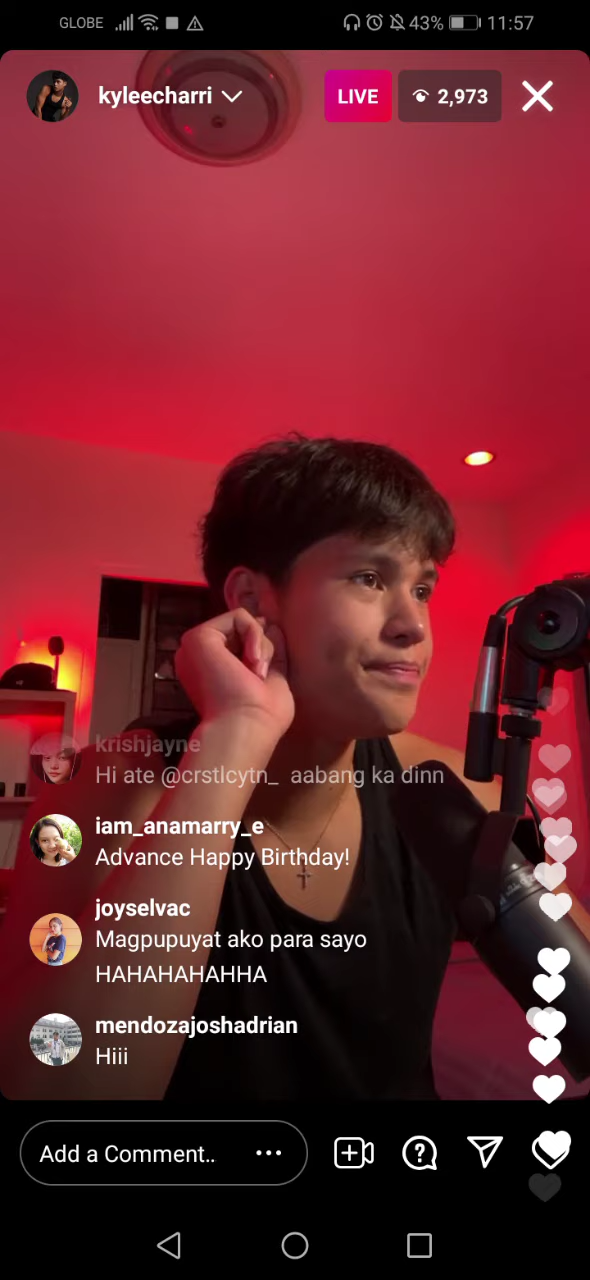 GLOBE 43% 11:57
kyleecharri LIVE 2,973
krishjayne
Hi ate @crstlcytn_ aabang ka dinn
iam_anamarry_e
Advance Happy Birthday!
joyselvac
Magpupuyat ako para sayo
HAHAHAHAHHA
mendozajoshadrian
Hiii
Add a Comment..